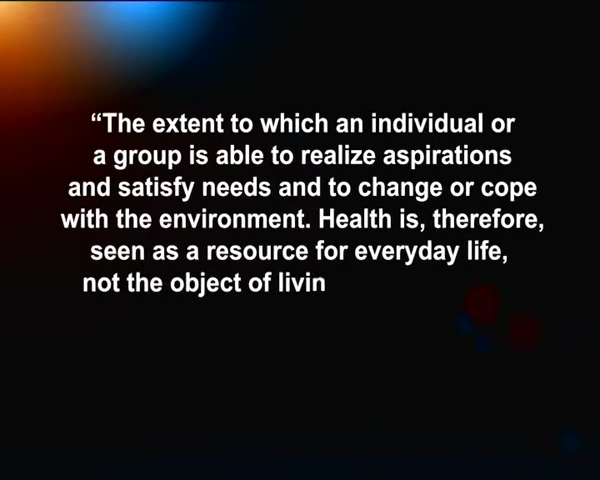 “The extent to which an individual or
a group is able to realize aspirations
and satisfy needs and to change or cope
with the environment. Health is, therefore,
seen as a resource for everyday life,
not the object of livin